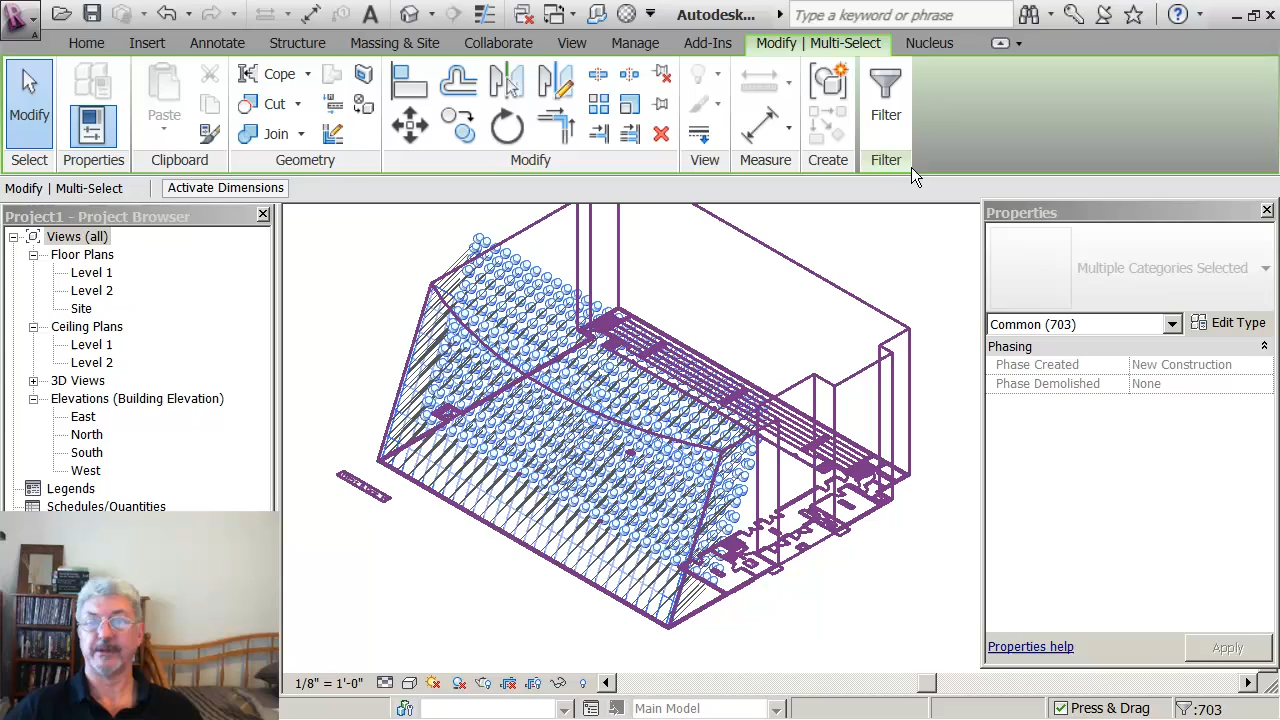 Autodesk...
Type a keyword or phrase
Home
Insert
Annotate
Structure
Massing & Site
Collaborate
View
Manage
Add-Ins
Modify | Multi-Select
Nucleus
Modify
Paste
Cope
Cut
Join
Filter
Select
Properties
Clipboard
Geometry
Modify
View
Measure
Create
Filter
Modify | Multi-Select
Activate Dimensions
Project1 - Project Browser
Views (all)
Floor Plans
Level 1
Level 2
Site
Ceiling Plans
Level 1
Level 2
3D Views
Elevations (Building Elevation)
East
North
South
West
Legends
Schedules/Quantities
Properties
Multiple Categories Selected
Common (703)
Edit Type
Phasing
Phase Created
New Construction
Phase Demolished
None
Properties help
Apply
1/8" = 1'-0"
Main Model
Press & Drag
:703